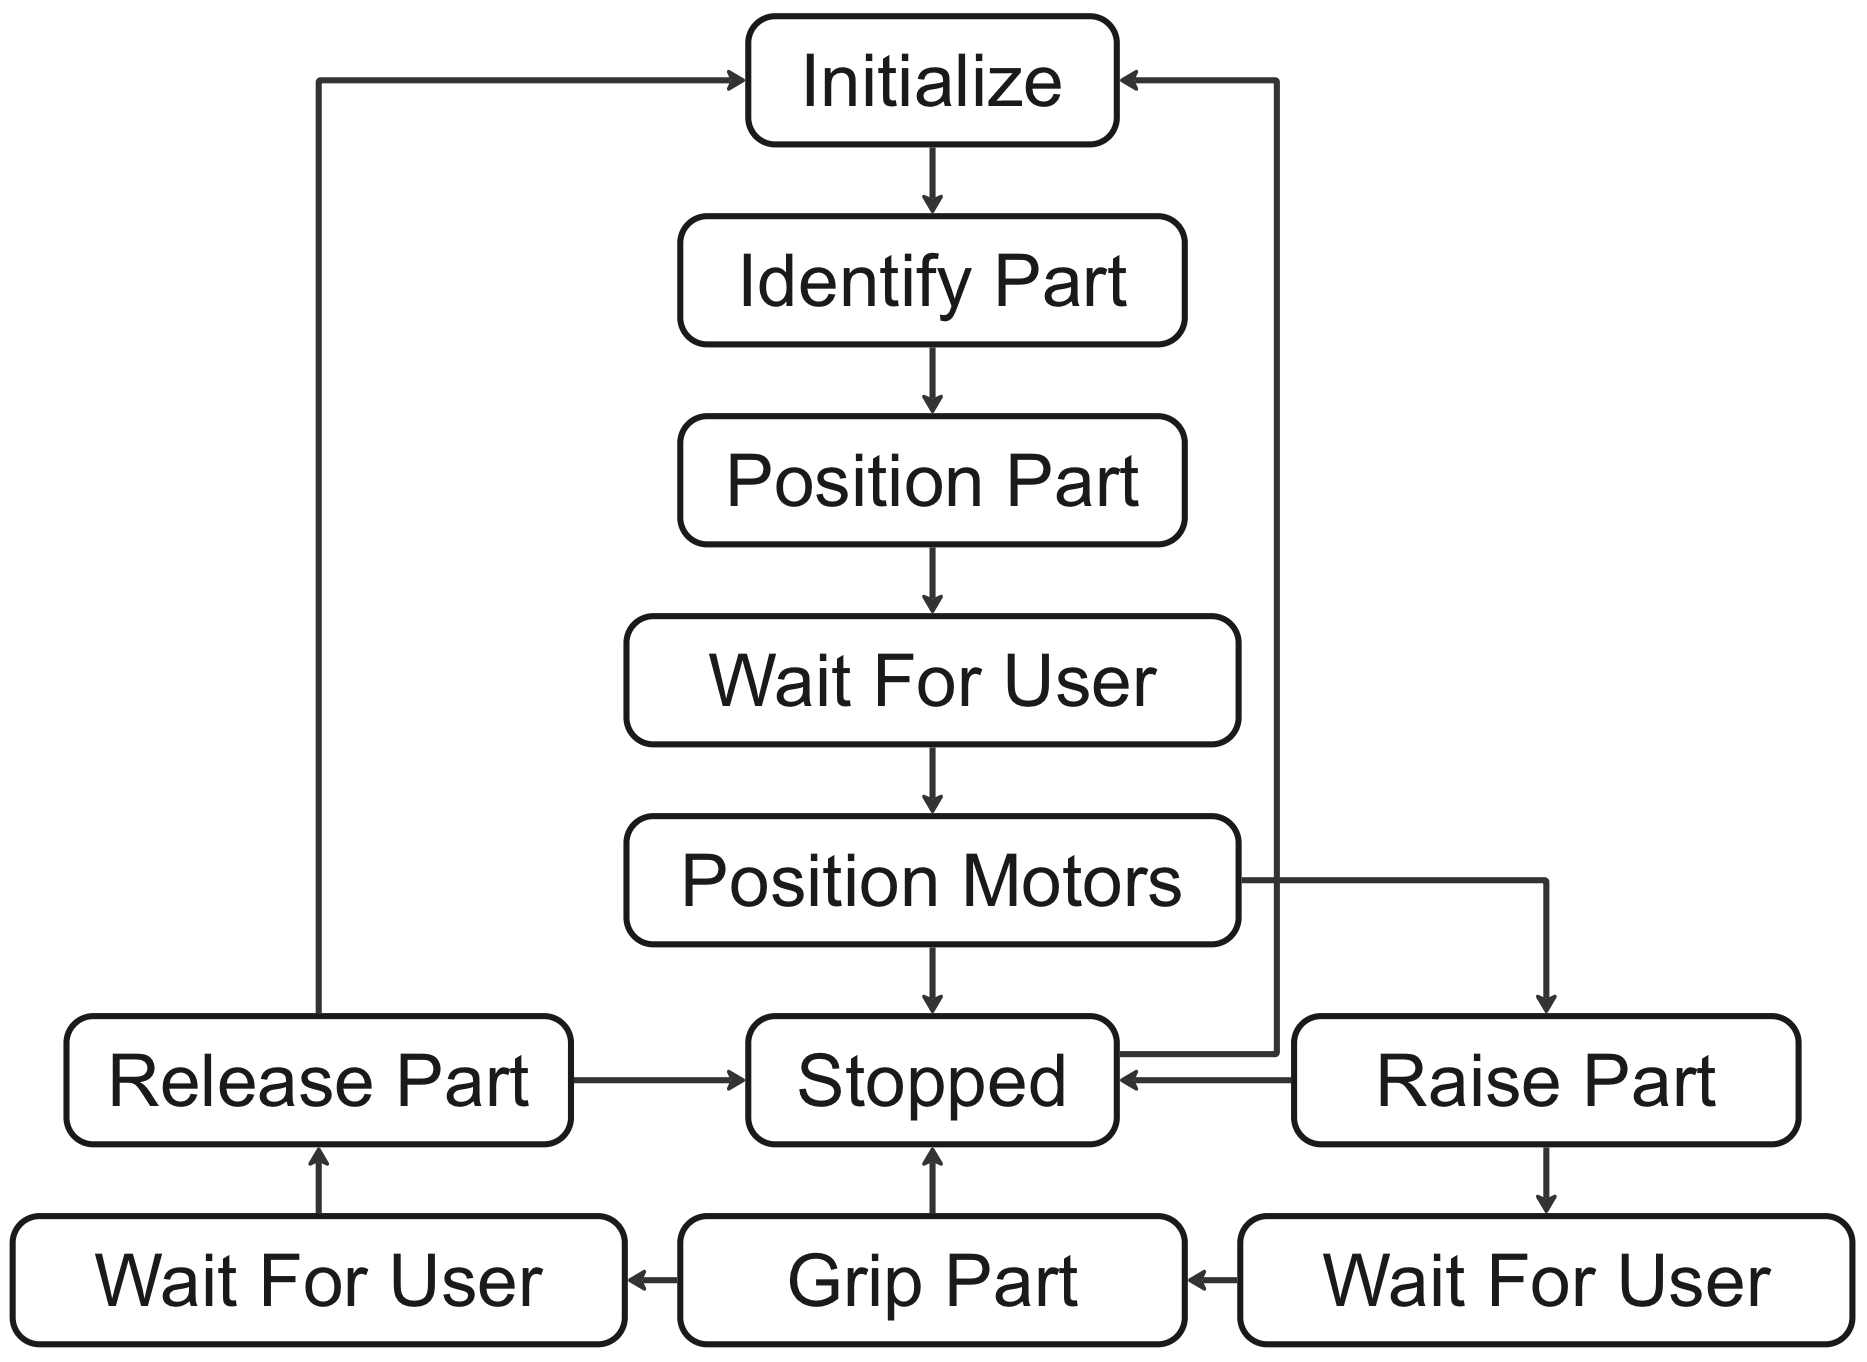 Initialize
Identify Part
Position Part
Wait For User
Position Motors
Release Part
Stopped
Raise Part
Wait For User
Grip Part
Wait For User